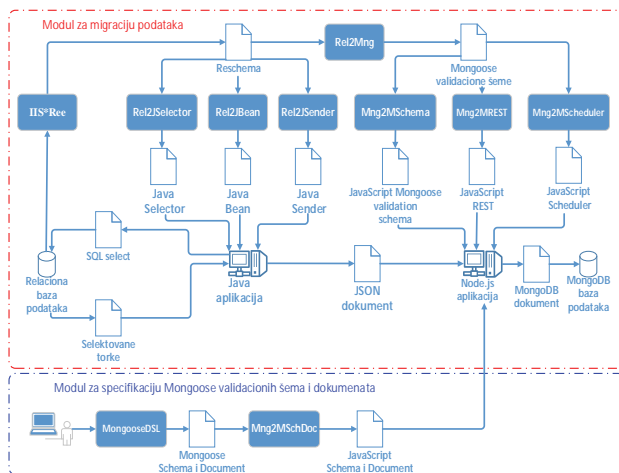 Modul za migraciju podataka
Rel2Mng
Reschema
Mongoose
validacione šeme
IIS*Ree
Rel2JSelector
Rel2JBean
Rel2JSender
Mng2MSchema
Mng2MREST
Mng2MScheduler
Java
Selector
Java
Bean
Java
Sender
JavaScript Mongoose
validation
schema
JavaScript
REST
JavaScript
Scheduler
SQL select
Relaciona
baza
podataka
Java
aplikacija
JSON
dokument
Node.js
aplikacija
MongoDB
dokument
MongoDB
baza
podataka
Selektovane
torke
Modul za specifikaciju Mongoose validacionih šema i dokumenata
MongooseDSL
Mng2MSchDoc
Mongoose
Schema i Document
JavaScript
Schema i Document